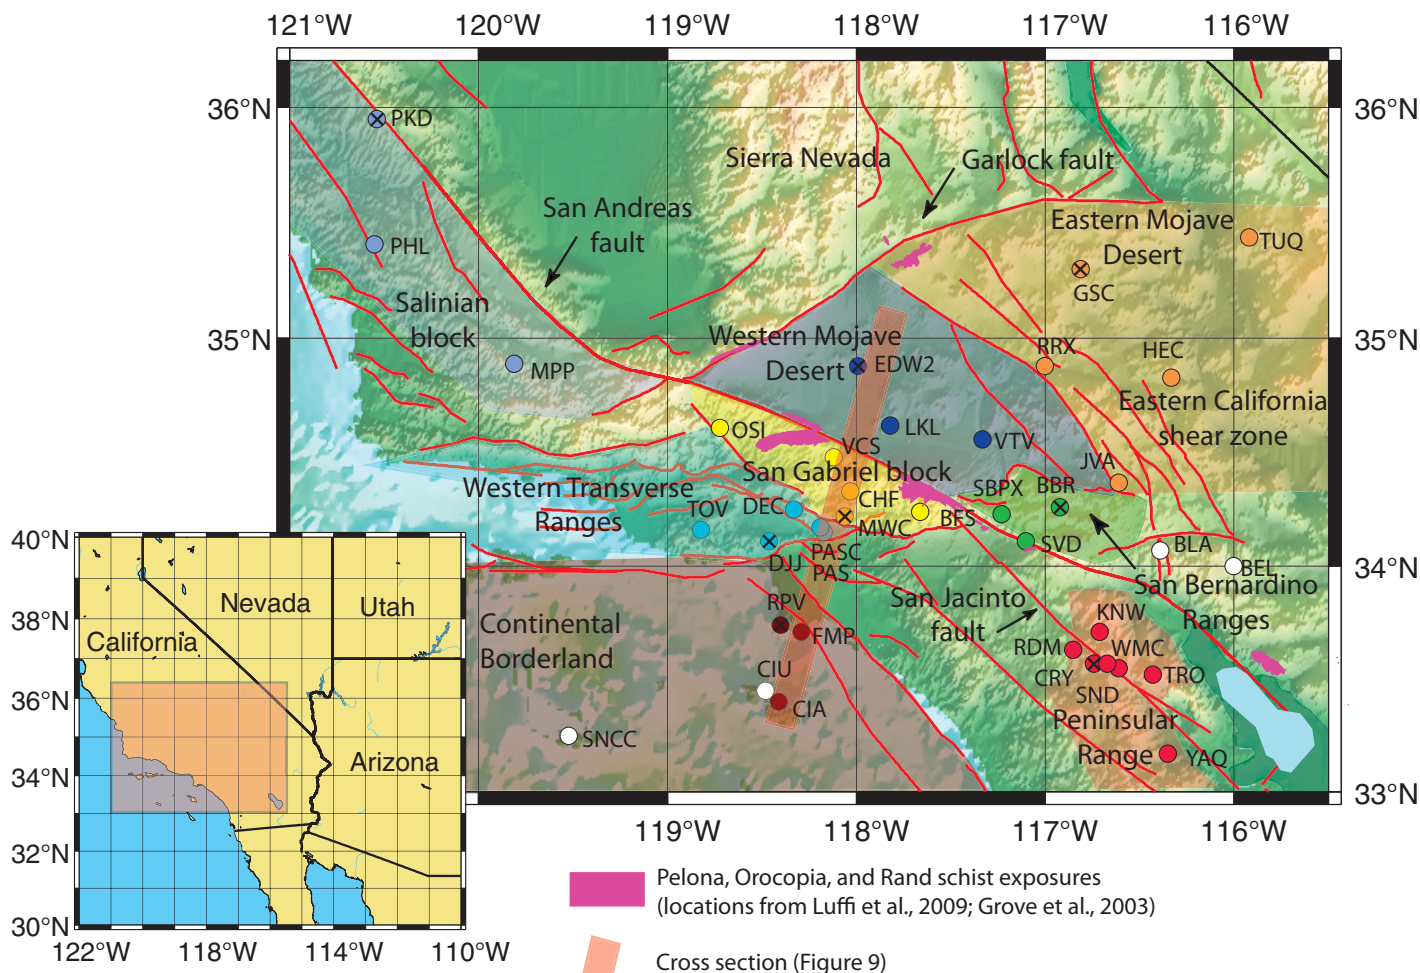 121°W 120°W 119°W 118°W 117°W 116°W
36°N
36°N
PKD
Sierra Nevada
Garlock fault
San Andreas
fault
Eastern Mojave
Desert
PHL
TUQ
GSC
Salinian
block
35°N
35°N
Western Mojave
Desert
EDW2
RRX
HEC
MPP
Eastern California
shear zone
OSI
LKL
VTV
VCS
JVA
San Gabriel block
SBPX
BBR
Western Transverse
Ranges
CHF
DEC
TOV
MWC
BFS
SVD
BLA
DJJ
PASC
PAS
34°N
BEL
San Bernardino
Ranges
San Jacinto
fault
RPV
KNW
Continental
Borderland
FMP
RDM
WMC
CIU
CRY
SND
TRO
CIA
Peninsular
Range
SNCC
YAQ
33°N
119°W 118°W 117°W 116°W
40°N
Nevada
Utah
California
38°N
36°N
34°N
Arizona
32°N
30°N
122°W 118°W 114°W 110°W
Pelona, Orocopia, and Rand schist exposures
(locations from Luffi et al., 2009; Grove et al., 2003)
Cross section (Figure 9)